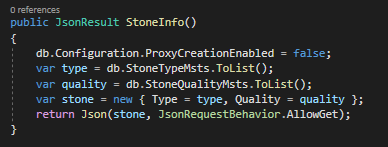 0 references
public JsonResult StoneInfo()
{
db.Configuration.ProxyCreationEnabled = false;
var type = db.StoneTypeMsts.ToList();
var quality = db.StoneQualityMsts.ToList();
var stone = new { Type = type, Quality = quality };
return Json(stone, JsonRequestBehavior.AllowGet);
}